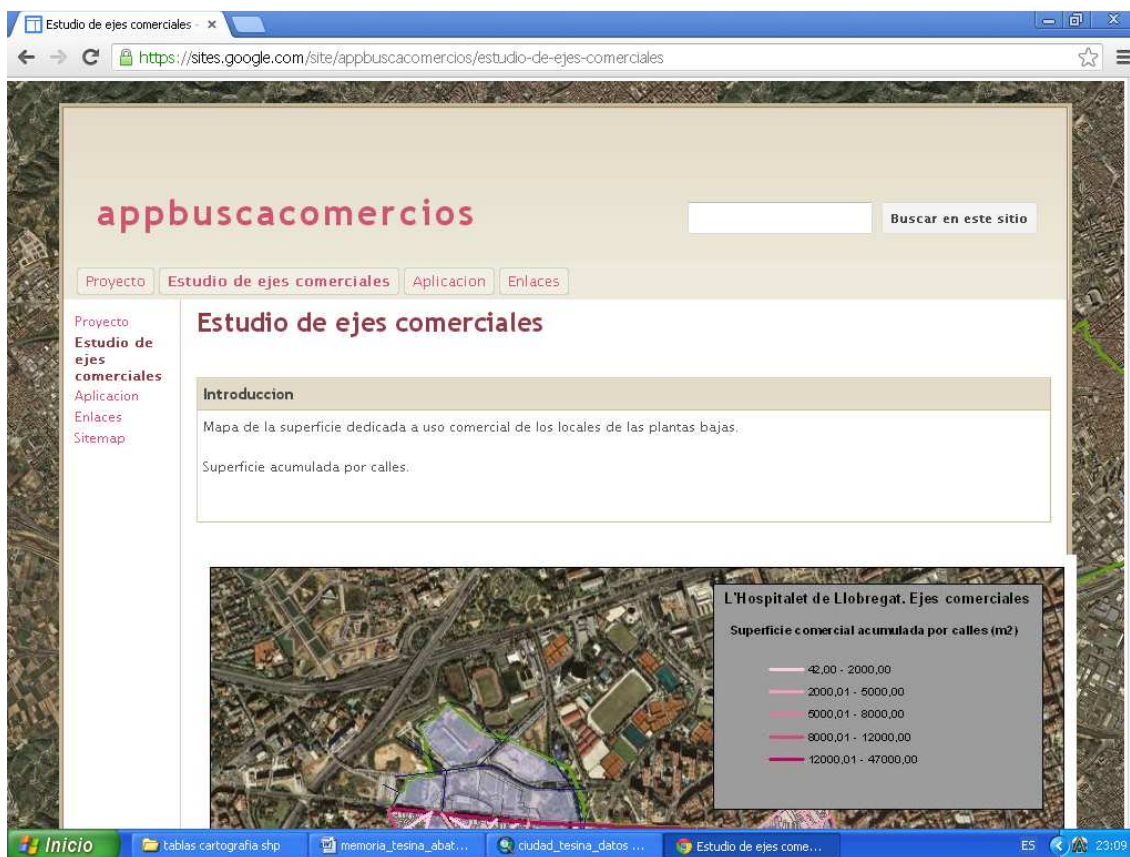 Estudio de ejes comerciales -
https://sites.google.com/site/appbuscacomercios/estudio-de-ejes-comerciales
appbuscacomercios
Buscar en este sitio
Proyecto Estudio de ejes comerciales Aplicacion Enlaces
Proyecto
Estudio de
ejes
comerciales
Aplicacion
Enlaces
Sitemap
Estudio de ejes comerciales
Introduccion
Mapa de la superficie dedicada a uso comercial de los locales de las plantas bajas.
Superficie acumulada por calles.
L'Hospitalet de Llobregat. Ejes comerciales
Superficie comercial acumulada por calles (m2)
42,00 - 2000,00
2000,01 - 5000,00
5000,01 - 8000,00
8000,01 - 12000,00
12000,01 - 47000,00
Inicio tablas cartografia shp memoria_tesina_abat... ciudad_tesina_datos ... Estudio de ejes come... ES 23:09